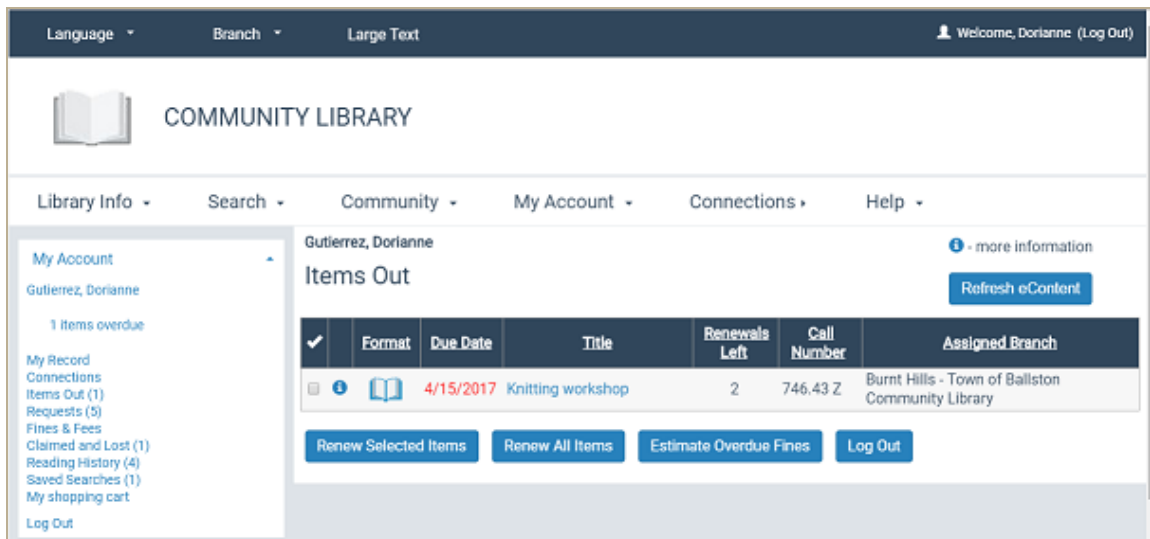 Language Branch Large Text Welcome, Dorianne (Log Out)
COMMUNITY LIBRARY
Library Info Search Community My Account Connections Help
My Account
Gutierrez, Dorianne
1 items overdue
My Record
Connections
Items Out (1)
Requests (5)
Fines & Fees
Claimed and Lost (1)
Reading History (4)
Saved Searches (1)
My shopping cart
Log Out
Gutierrez, Dorianne
i - more information
Items Out
Refresh eContent
Format Due Date Title Renewals Left Call Number Assigned Branch
i 4/15/2017 Knitting workshop 2 746.43 Z Burnt Hills - Town of Ballston
Community Library
Renew Selected Items Renew All Items Estimate Overdue Fines Log Out